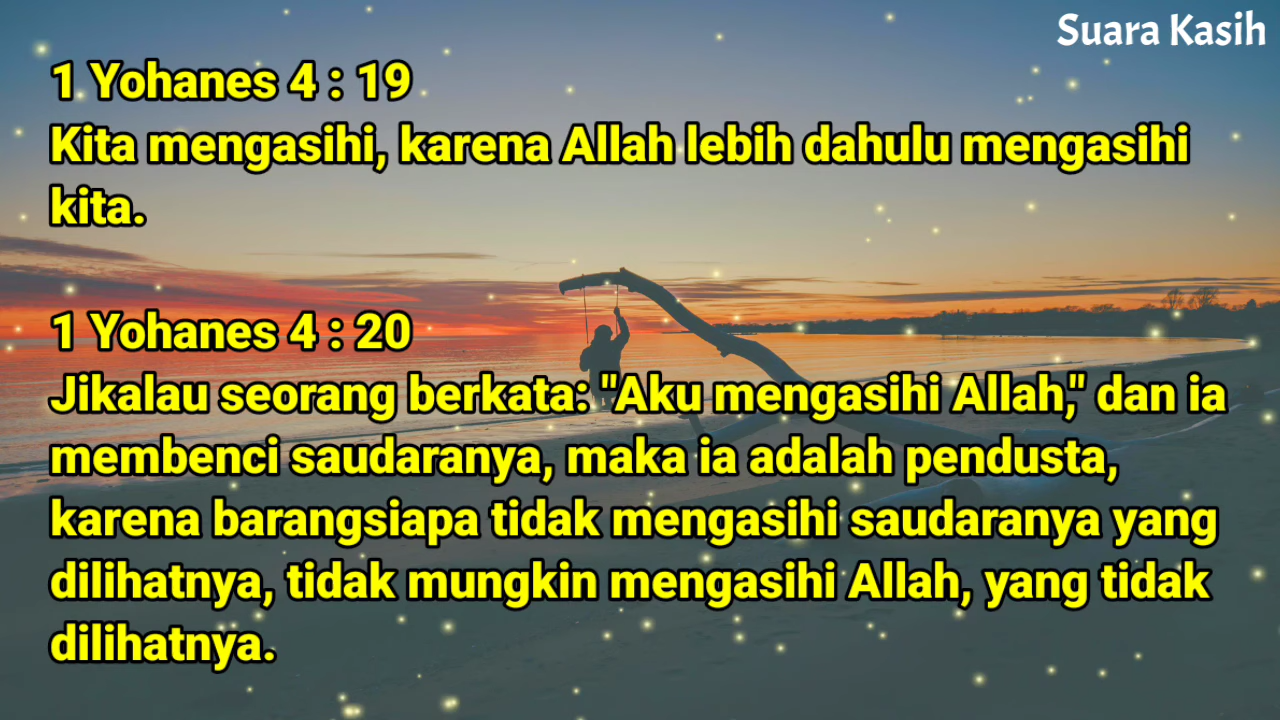 Suara Kasih
1 Yohanes 4 : 19
Kita mengasihi, karena Allah lebih dahulu mengasihi
kita.
1 Yohanes 4 : 20
Jikalau seorang berkata: "Aku mengasihi Allah," dan ia
membenci saudaranya, maka ia adalah pendusta,
karena barangsiapa tidak mengasihi saudaranya yang
dilihatnya, tidak mungkin mengasihi Allah, yang tidak
dilihatnya.